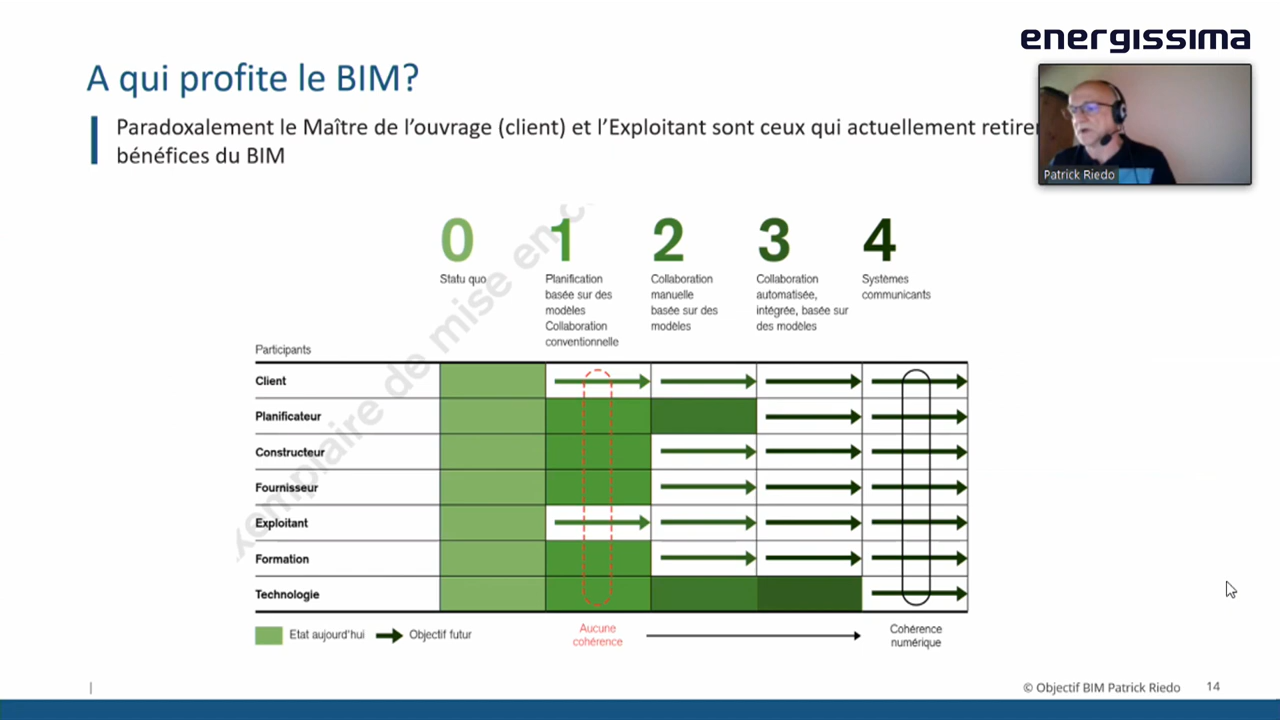 energissima
A qui profite le BIM?
Paradoxalement le Maître de l’ouvrage (client) et l’Exploitant sont ceux qui actuellement
bénéfices du BIM
Patrick Riedo
0
1
2
3
4
Statu quo
Planification
basée sur des
modèles
Collaboration
conventionnelle
Collaboration
manuelle
basée sur des
modèles
Collaboration
automatisée,
intégrée, basée sur
des modèles
Systèmes
communicants
Participants
Client
Planificateur
Constructeur
Fournisseur
Exploitant
Formation
Technologie
Etat aujourd’hui
Objectif futur
Aucune
cohérence
Cohérence
numérique
de mise en
© Objectif BIM Patrick Riedo
14